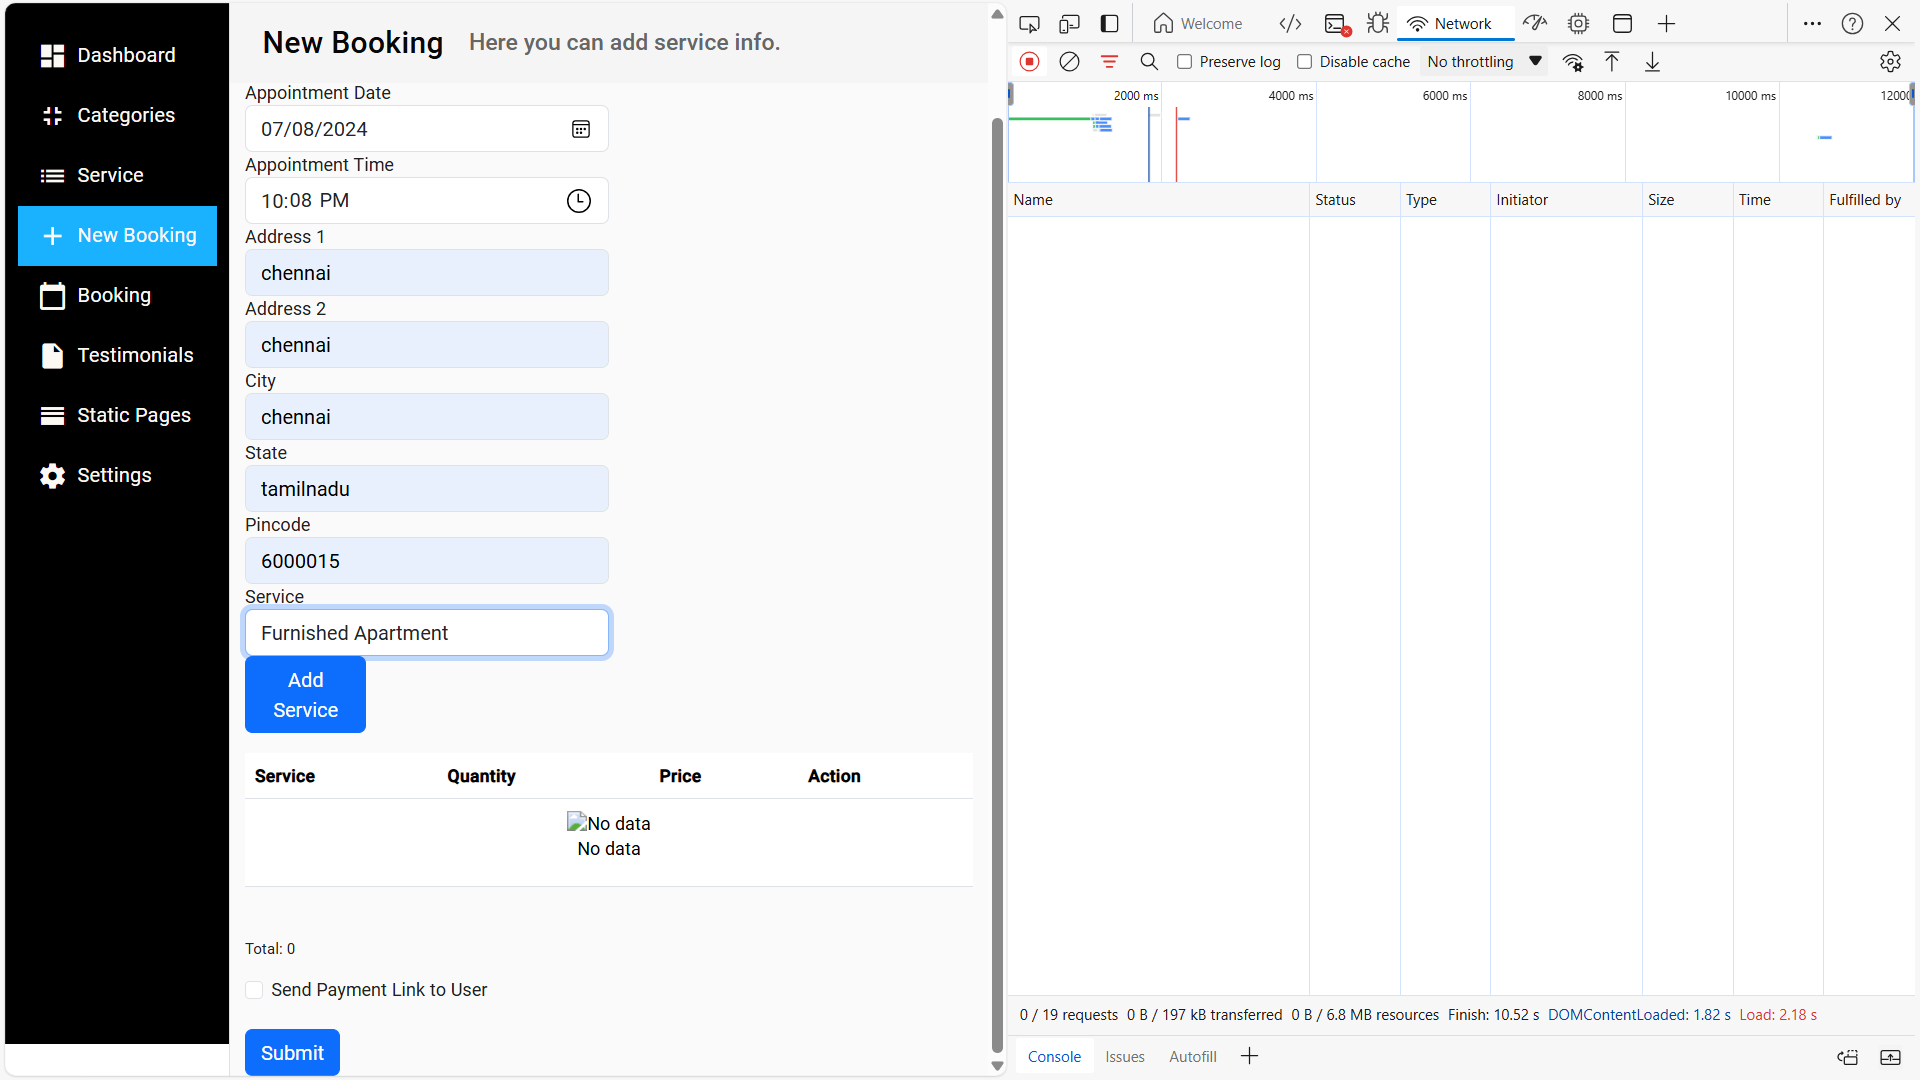 Dashboard
Categories
Service
New Booking
Booking
Testimonials
Static Pages
Settings
New Booking Here you can add service info.
Appointment Date
07/08/2024
Appointment Time
10:08 PM
Address 1
chennai
Address 2
chennai
City
chennai
State
tamilnadu
Pincode
6000015
Service
Furnished Apartment
Add
Service
Service Quantity Price Action
No data
No data
Total: 0
Send Payment Link to User
Submit
Welcome Network
Preserve log Disable cache No throttling
2000 ms 4000 ms 6000 ms 8000 ms 10000 ms 1200
Name Status Type Initiator Size Time Fulfilled by
0 / 19 requests 0 B / 197 kB transferred 0 B / 6.8 MB resources Finish: 10.52 s DOMContentLoaded: 1.82 s Load: 2.18 s
Console Issues Autofill